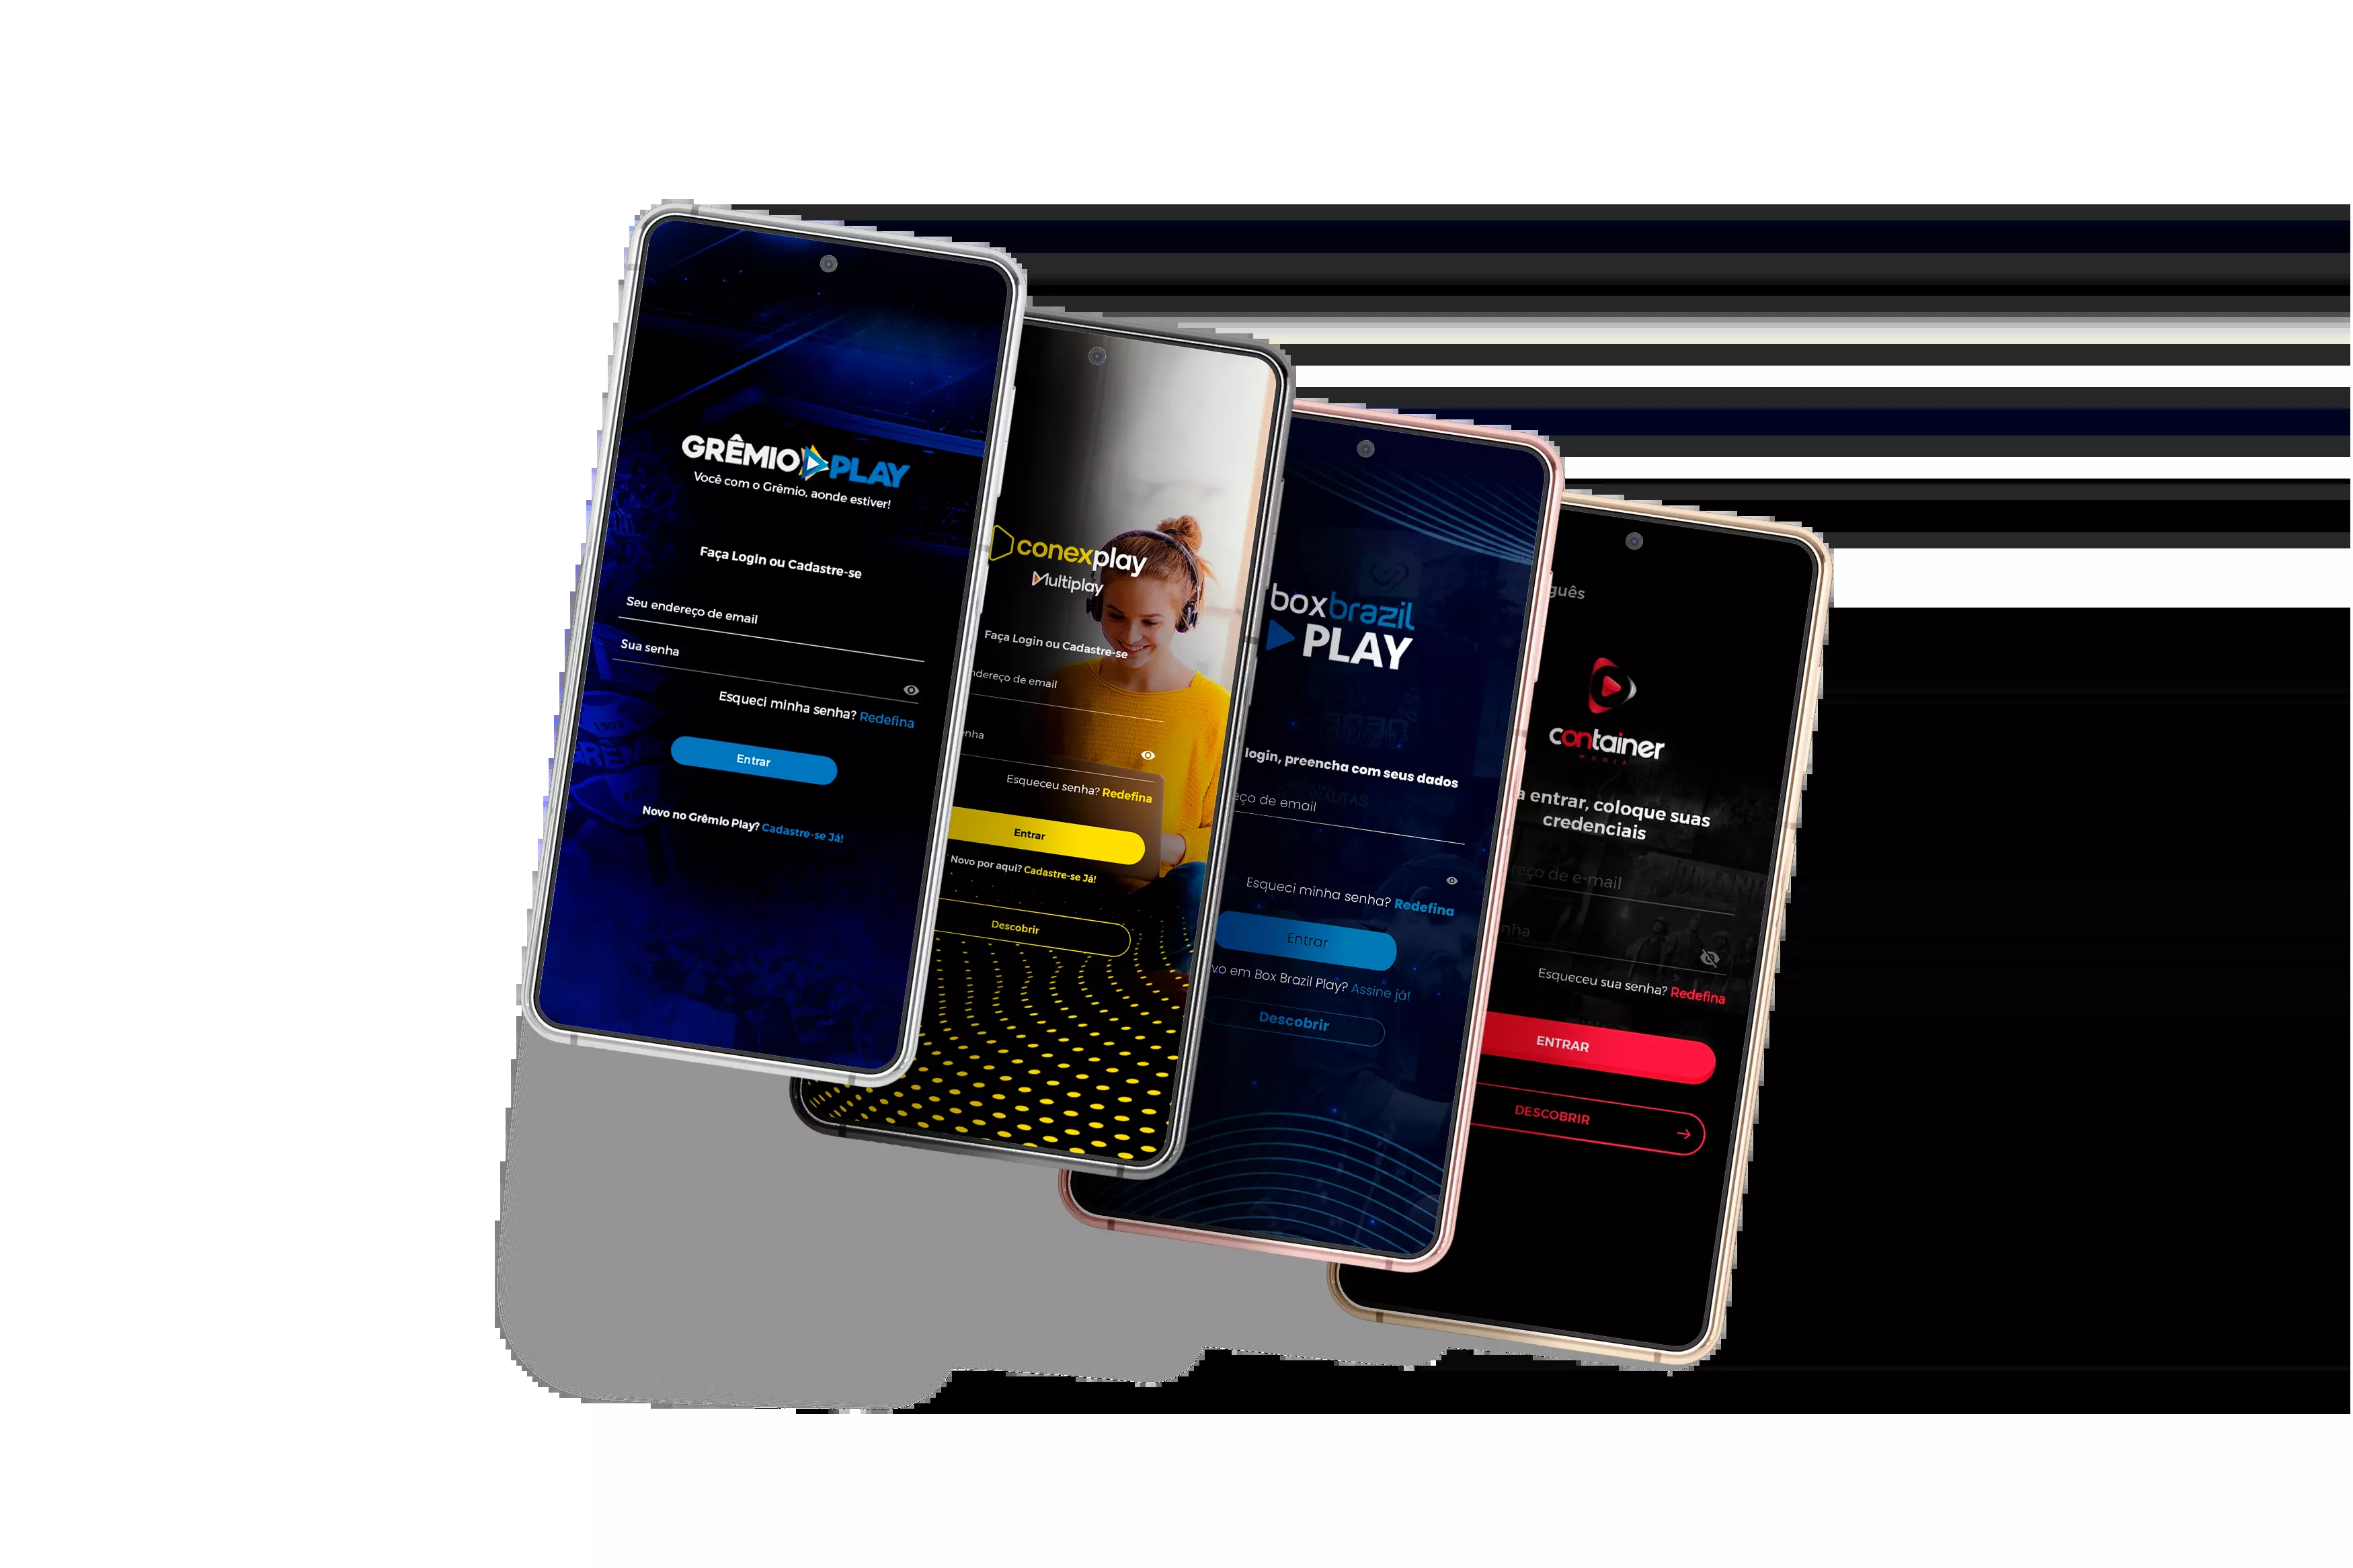 GRÊMIO PLAY
Você com o Grêmio, aonde estiver!
Faça Login ou Cadastre-se
Seu endereço de email
Sua senha
Esqueci minha senha? Redefina
Entrar
Novo no Grêmio Play? Cadastre-se Já!
conexplay
Multiplay
Faça Login ou Cadastre-se
ndereço de email
enha
Esqueceu senha? Redefina
Entrar
Novo por aqui? Cadastre-se Já!
Descobrir
boxbrazil
PLAY
login, preencha com seus dados
eço de email
Esqueci minha senha? Redefina
Entrar
vo em Box Brazil Play? Assine já!
Descobrir
guês
container
MEDIA
a entrar, coloque suas
credenciais
reço de e-mail
nha
Esqueceu sua senha? Redefina
ENTRAR
DESCOBRIR